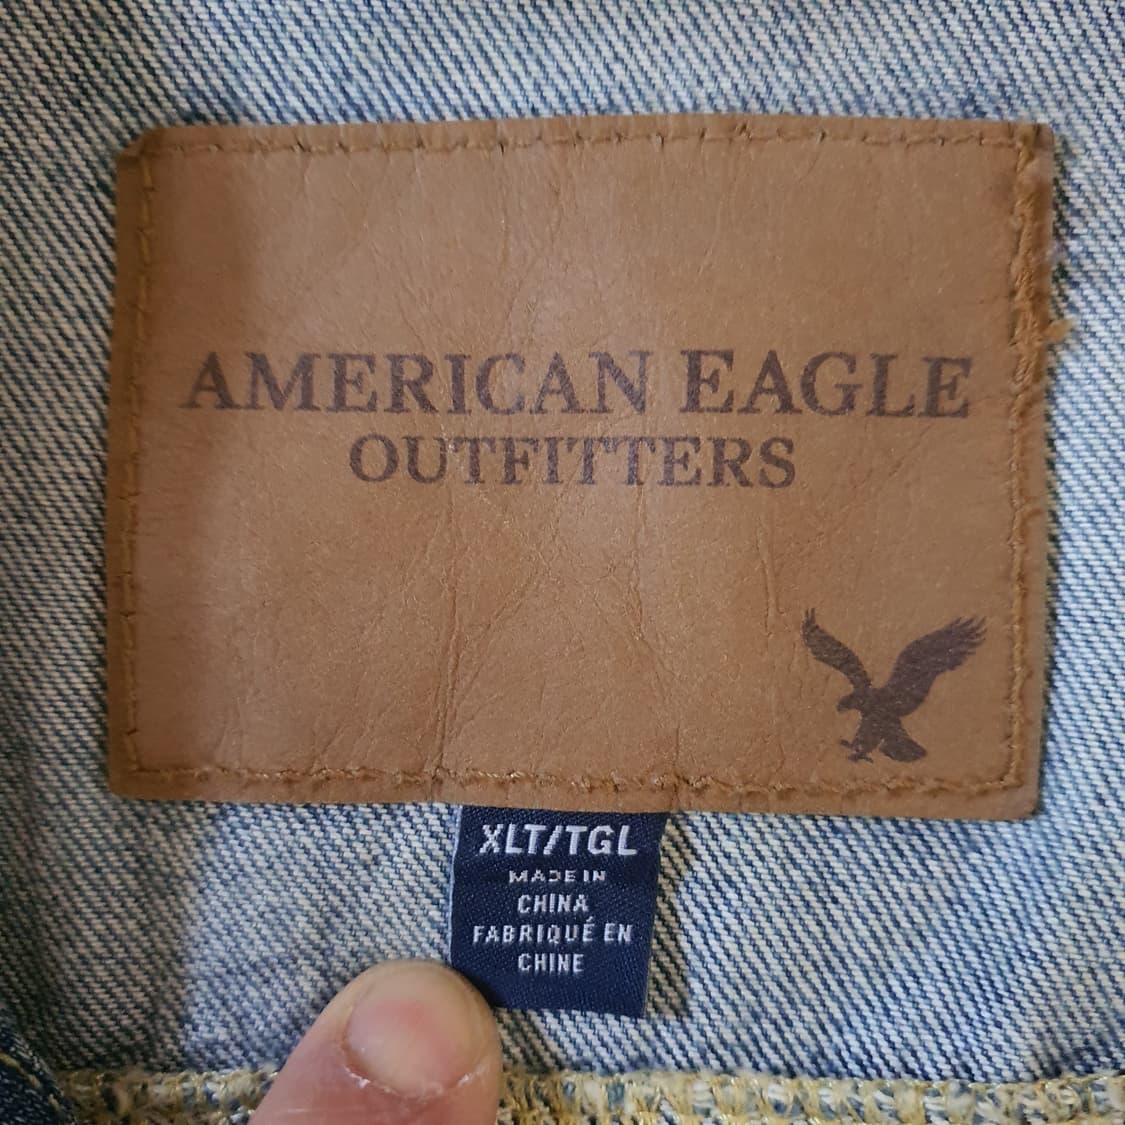 AMERICAN EAGLE
OUTFITTERS
XLT/TGL
MADE IN
CHINA
FABRIQUÉ EN
CHINE